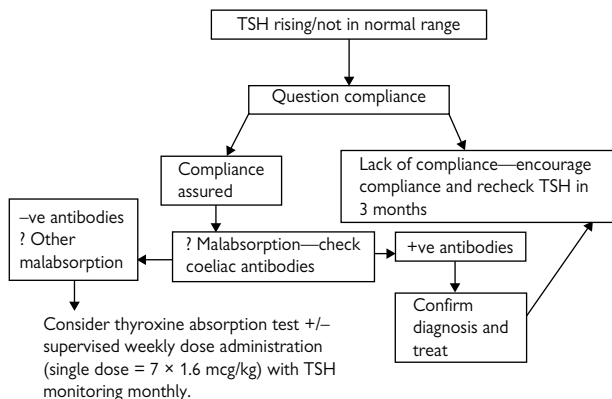 TSH rising/not in normal range
Question compliance
Compliance
assured
Lack of compliance—encourage
compliance and recheck TSH in
3 months
–ve antibodies
? Other
malabsorption
? Malabsorption—check
coeliac antibodies
+ve antibodies
Confirm
diagnosis and
treat
Consider thyroxine absorption test +/–
supervised weekly dose administration
(single dose = 7 × 1.6 mcg/kg) with TSH
monitoring monthly.